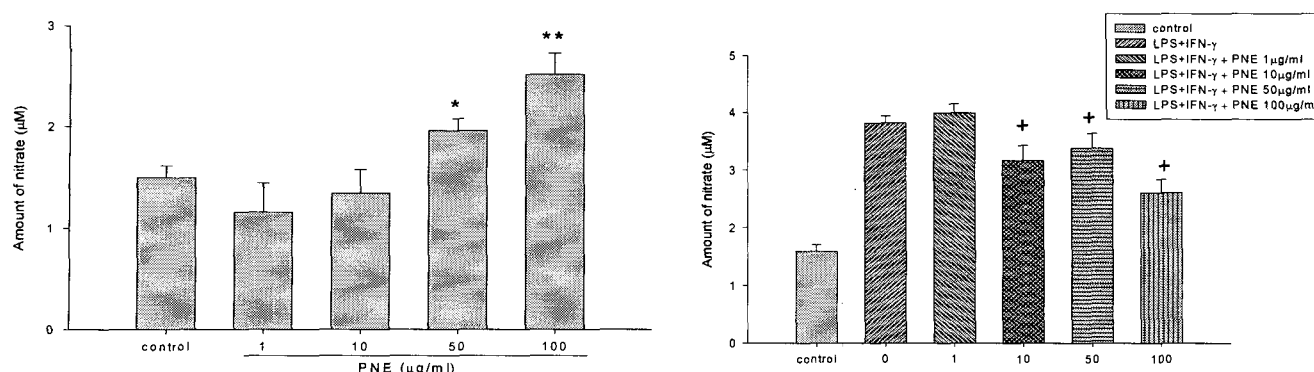 3
2
1
0
Amount of nitrate (μM)
*
**
control
1
10
50
100
PNE (μg/ml)
control
LPS+IFN-γ
LPS+IFN-γ + PNE 1μg/ml
LPS+IFN-γ + PNE 10μg/ml
LPS+IFN-γ + PNE 50μg/ml
LPS+IFN-γ + PNE 100μg/m
5
4
3
2
1
0
Amount of nitrate (μM)
+
+
+
control
0
1
10
50
100